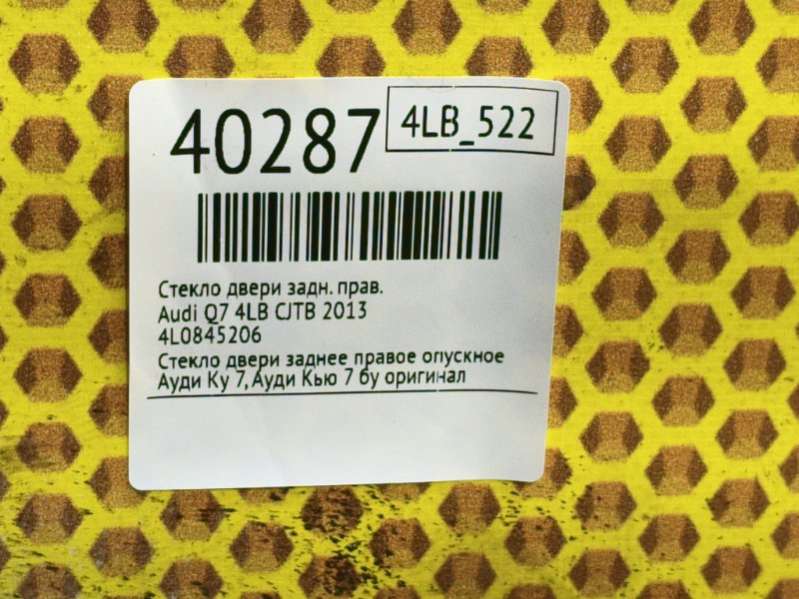 40287
4LB_522
Стекло двери задн. прав.
Audi Q7 4LB CJTB 2013
4L0845206
Стекло двери заднее правое опускное
Ауди Ку 7, Ауди Кью 7 бу оригинал